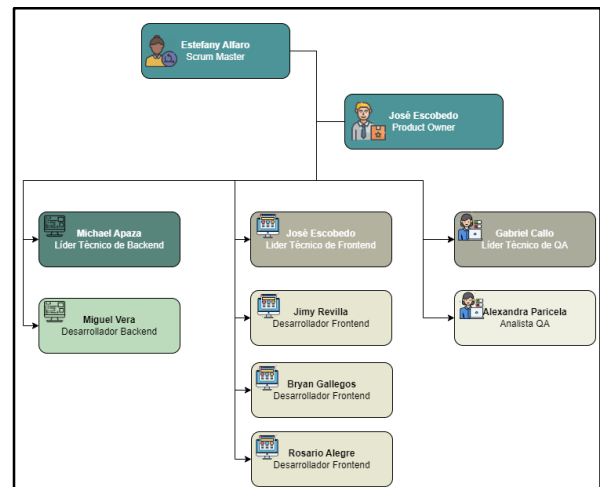 Estefany Alfaro
Scrum Master
José Escobedo
Product Owner
Michael Apaza
Líder Técnico de Backend
José Escobedo
Lider Técnico de Frontend
Gabriel Callo
Líder Técnico de QA
Miguel Vera
Desarrollador Backend
Jimy Revilla
Desarrollador Frontend
Alexandra Paricela
Analista QA
Bryan Gallegos
Desarrollador Frontend
Rosario Alegre
Desarrollador Frontend